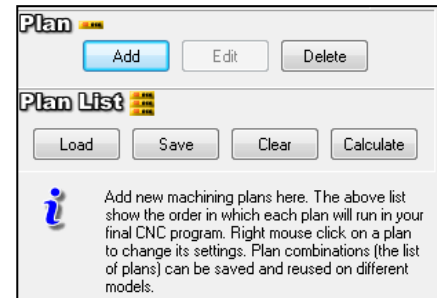 Plan
Add Edit Delete
Plan List
Load Save Clear Calculate
Add new machining plans here. The above list
show the order in which each plan will run in your
final CNC program. Right mouse click on a plan
to change its settings. Plan combinations (the list
of plans) can be saved and reused on different
models.